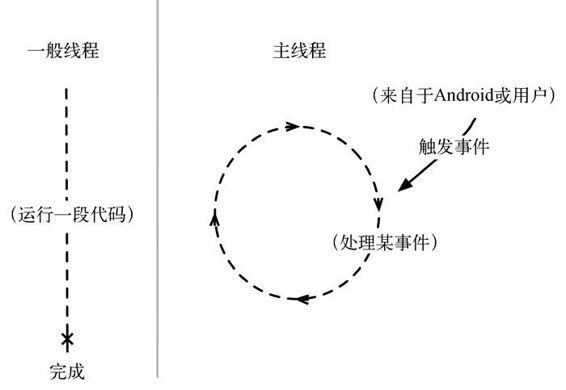 一般线程
（运行一段代码）
完成
主线程
（来自于Android或用户）
触发事件
（处理某事件）